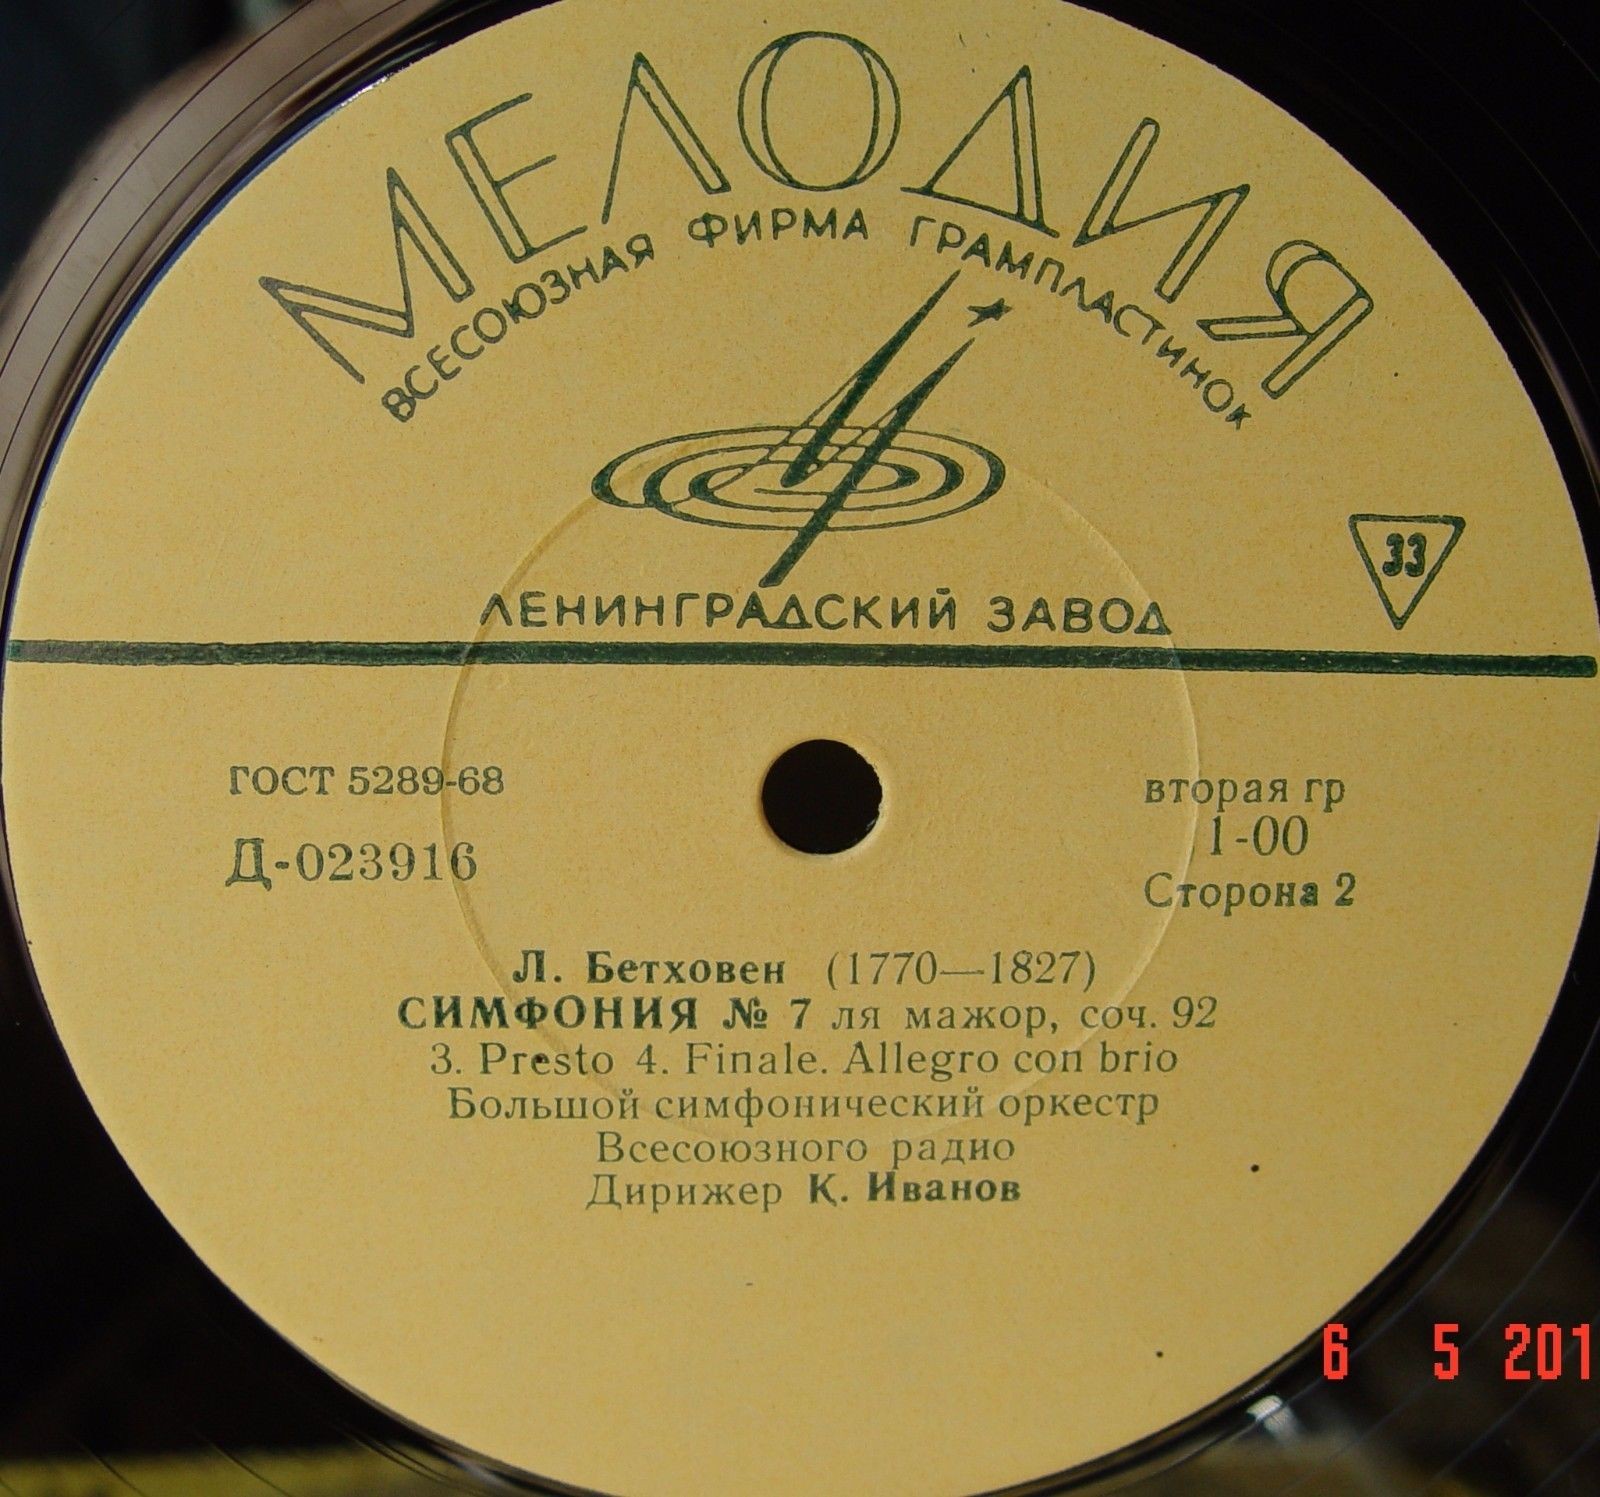 МЕЛОДИЯ
ВСЕСОЮЗНАЯ ФИРМА ГРАМПЛАСТИНОК
33
ЛЕНИНГРАДСКИЙ ЗАВОД
ГОСТ 5289-68
Д-023916
вторая гр
1-00
Сторона 2
Л. Бетховен (1770—1827)
СИМФОНИЯ № 7 ля мажор, соч. 92
3. Presto 4. Finale. Allegro con brio
Большой симфонический оркестр
Всесоюзного радио
Дирижер К. Иванов
6 5 201